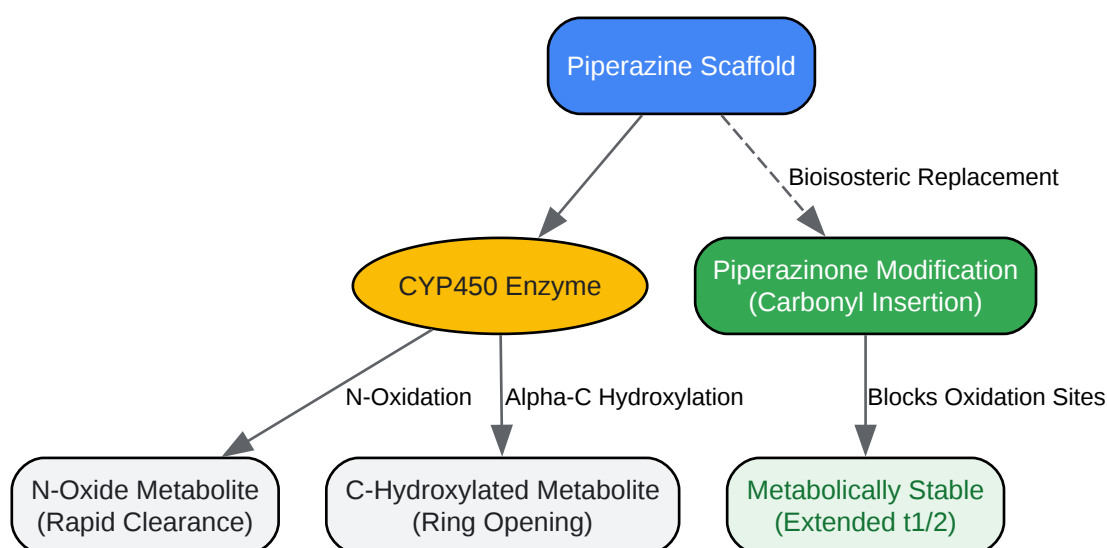 Piperazine Scaffold
Bioisosteric Replacement
CYP450 Enzyme
Piperazinone Modification
(Carbonyl Insertion)
N-Oxidation
Alpha-C Hydroxylation
Blocks Oxidation Sites
N-Oxide Metabolite
(Rapid Clearance)
C-Hydroxylated Metabolite
(Ring Opening)
Metabolically Stable
(Extended t1/2)